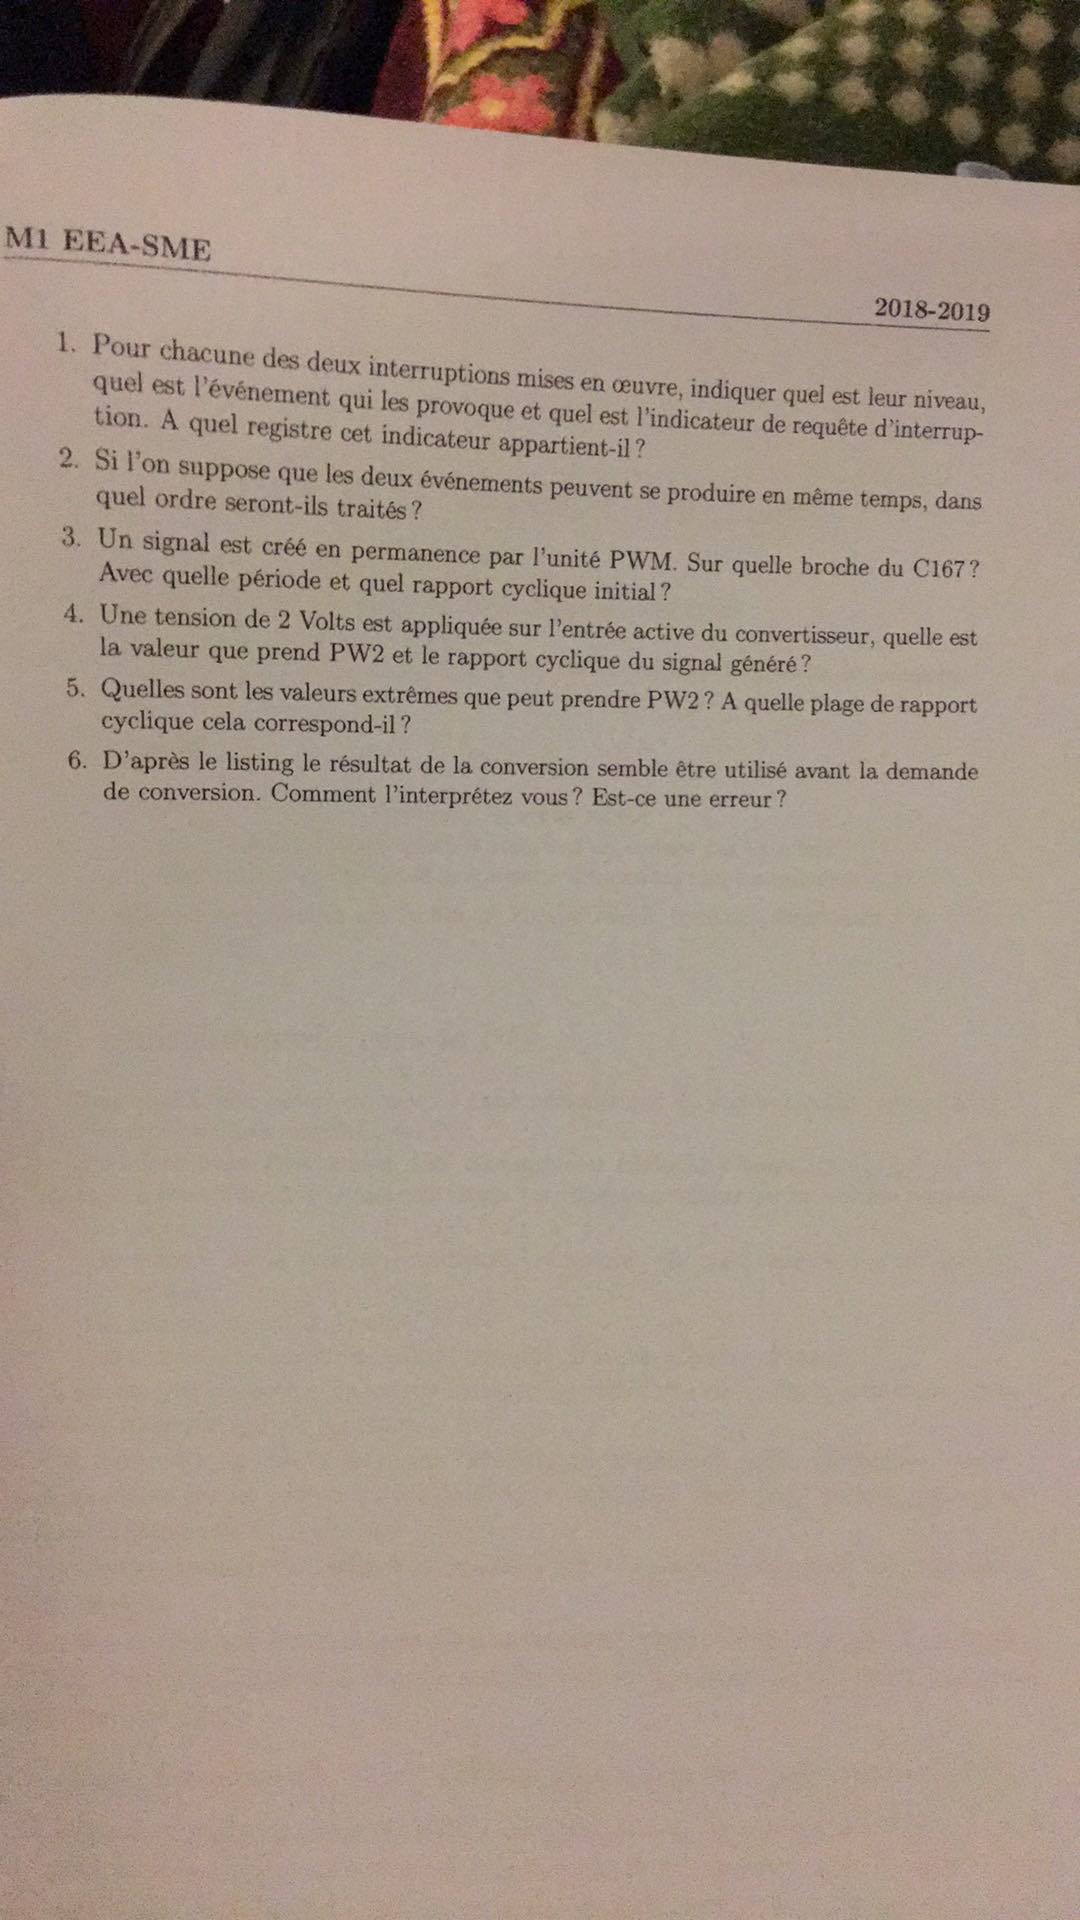 M1 EEA-SME
2018-2019
1. Pour chacune des deux interruptions mises en œuvre, indiquer quel est leur niveau,
quel est l'événement qui les provoque et quel est l'indicateur de requête d'interrup-
tion. A quel registre cet indicateur appartient-il ?
2. Si l'on suppose que les deux événements peuvent se produire en même temps, dans
quel ordre seront-ils traités ?
3. Un signal est créé en permanence par l'unité PWM. Sur quelle broche du C167 ?
Avec quelle période et quel rapport cyclique initial ?
4. Une tension de 2 Volts est appliquée sur l'entrée active du convertisseur, quelle est
la valeur que prend PW2 et le rapport cyclique du signal généré ?
5. Quelles sont les valeurs extrêmes que peut prendre PW2 ? A quelle plage de rapport
cyclique cela correspond-il ?
6. D'après le listing le résultat de la conversion semble être utilisé avant la demande
de conversion. Comment l'interprétez vous ? Est-ce une erreur ?